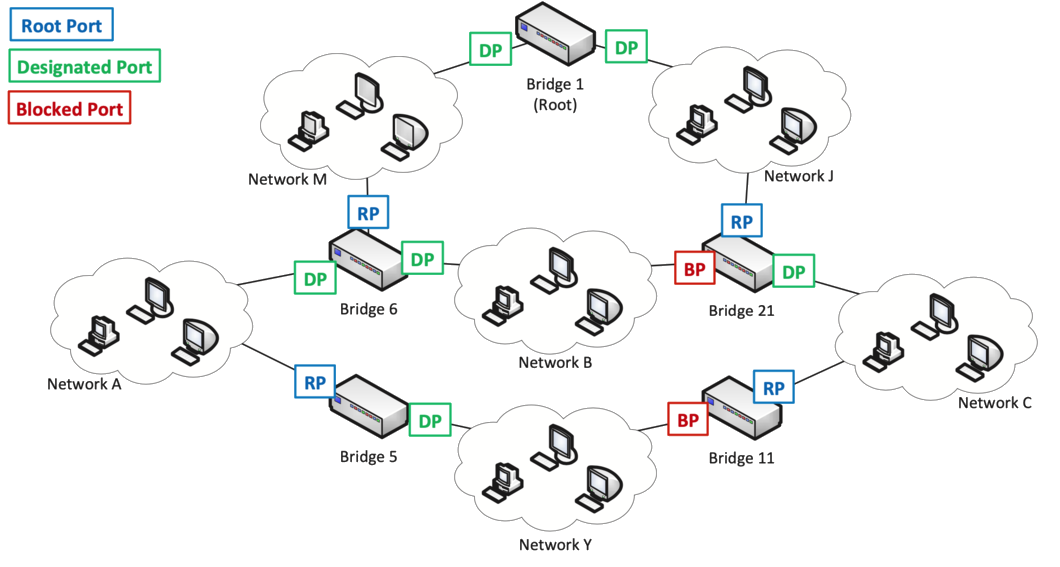 Root Port
Designated Port
Blocked Port
DP
DP
Bridge 1
(Root)
Network M
Network J
RP
RP
DP
DP
BP
DP
Bridge 6
Bridge 21
Network B
Network A
RP
DP
BP
RP
Network C
Bridge 5
Bridge 11
Network Y